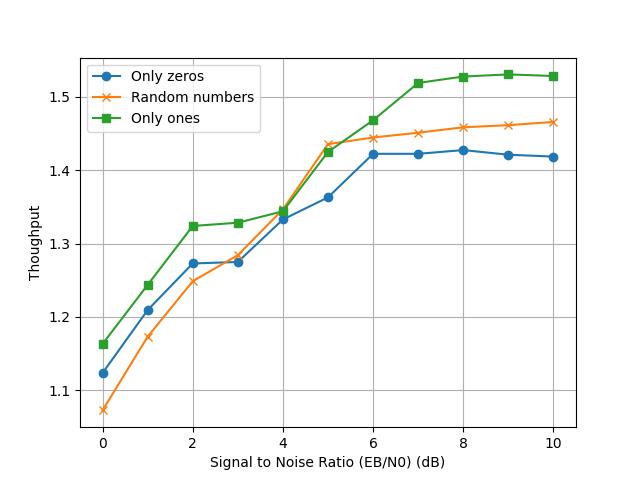 Only zeros
Random numbers
Only ones
1.5
1.4
1.3
1.2
1.1
Thoughput
0
2
4
6
8
10
Signal to Noise Ratio (EB/N0) (dB)